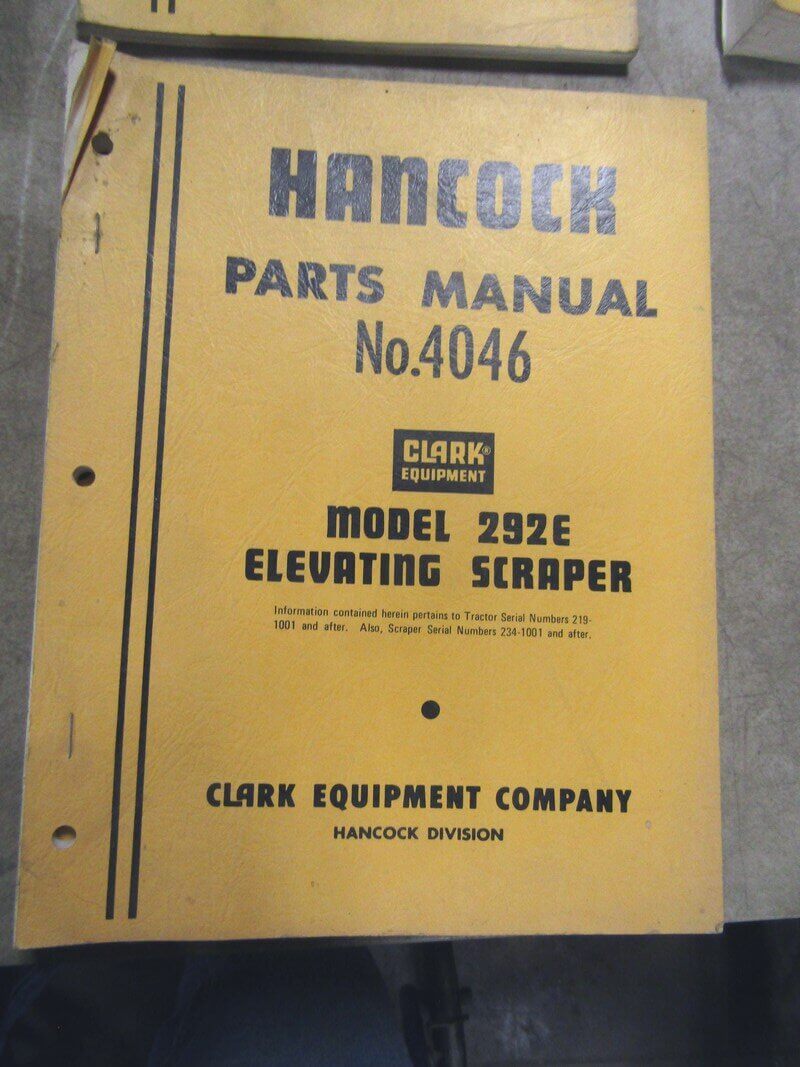 HANCOCK
PARTS MANUAL
No.4046
CLARK®
EQUIPMENT
MODEL 292E
ELEVATING SCRAPER
Information contained herein pertains to Tractor Serial Numbers 219-
1001 and after. Also, Scraper Serial Numbers 234-1001 and after.
CLARK EQUIPMENT COMPANY
HANCOCK DIVISION